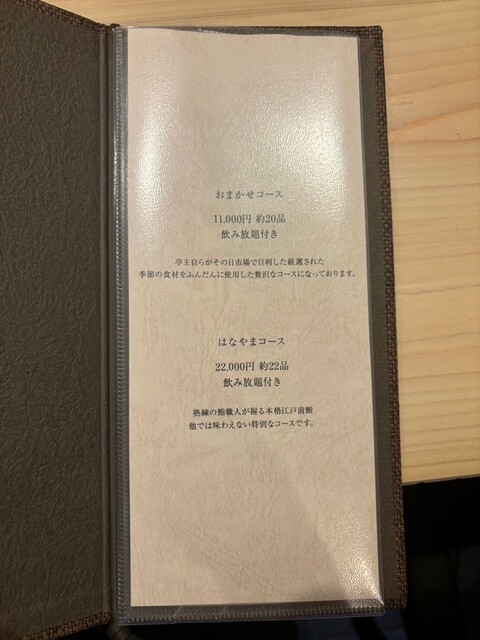 おまかせコース
11,000円 約20品
飲み放題付き
亭主自らがその日市場で目利した厳選された
季節の食材をふんだんに使用した贅沢なコースになっております。
はなやまコース
22,000円 約22品
飲み放題付き
熟練の鮨職人が握る本格江戸前鮨
他では味わえない特別なコースです。